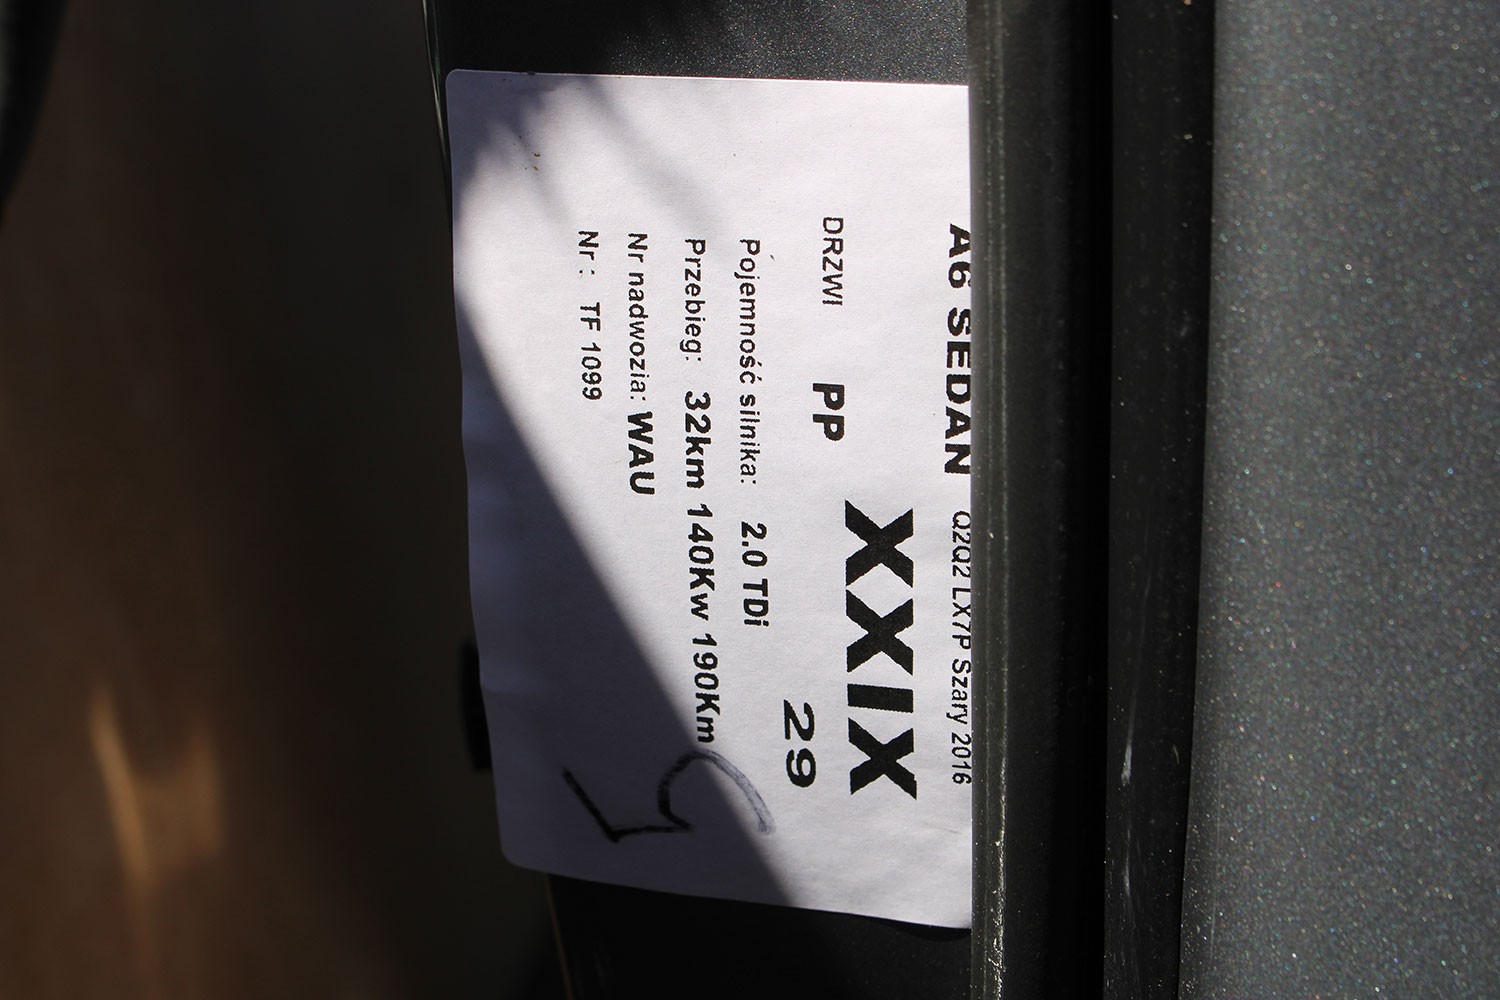 A6 SEDAN Q2Q2 LX7P Szary 2016
XXIX
DRZWI PP
29
Pojemność silnika: 2.0 TDi
Przebieg: 32km 140Kw 190Km
Nr nadwozia: WAU
Nr : TF 1099
5